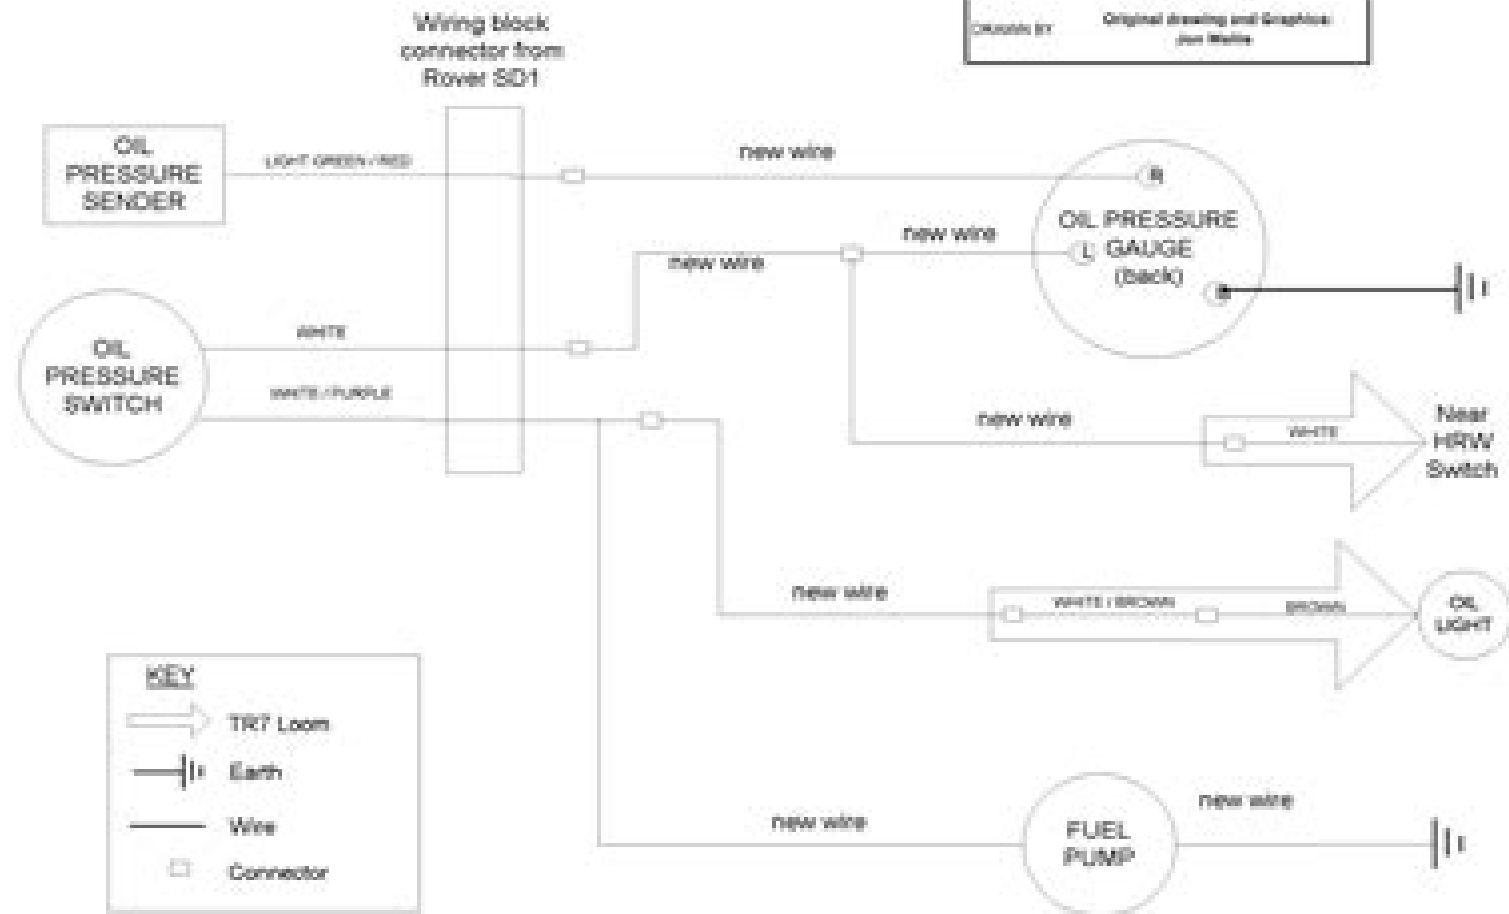 Wiring block
connector from
Rover SD1
DRAWN BY
Original drawing and Graphics:
OIL
PRESSURE
SENDER
LIGHT GREEN / RED
new wire
R
OIL PRESSURE
GAUGE
(back)
L
new wire
new wire
OIL
PRESSURE
SWITCH
WHITE
WHITE / PURPLE
new wire
WHITE
Near
HRW
Switch
new wire
WHITE / BROWN
BROWN
OIL
LIGHT
KEY
TR7 Loom
Earth
Wire
Connector
new wire
FUEL
PUMP
new wire